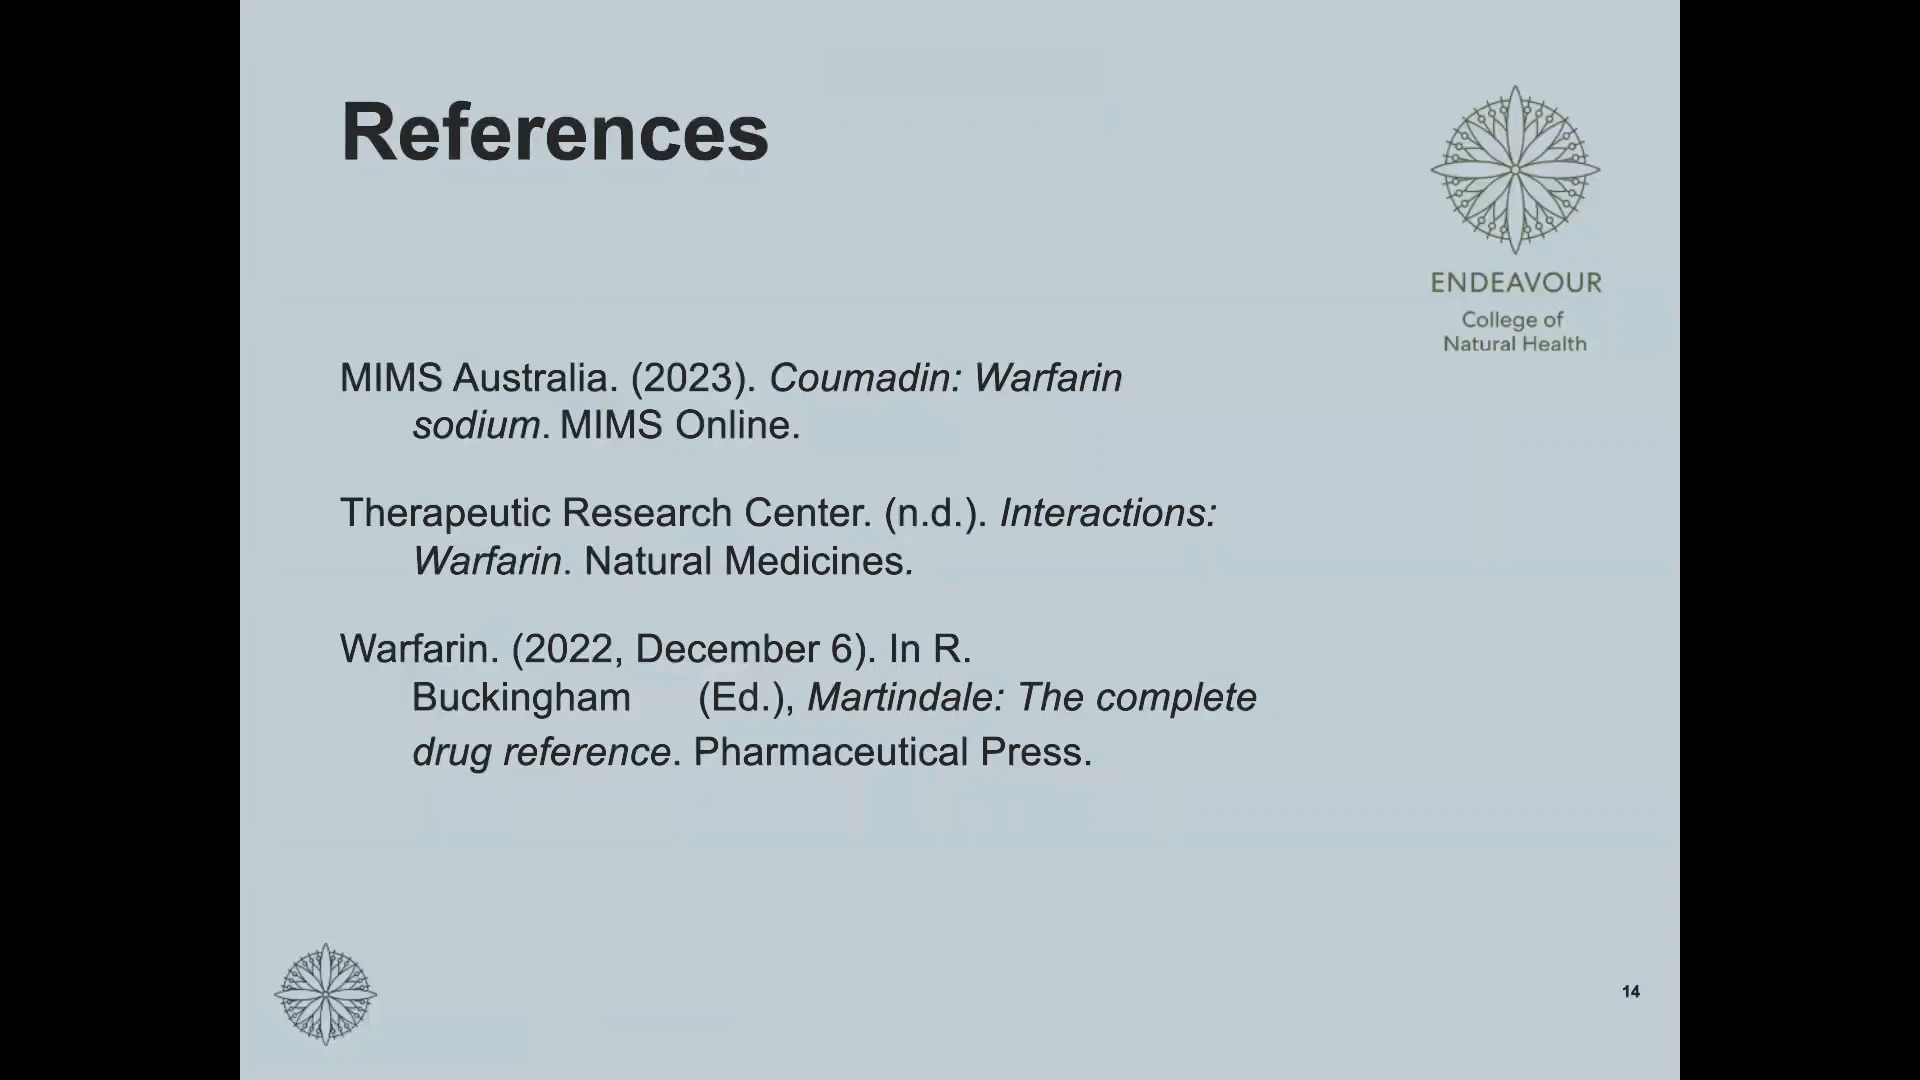 References
ENDEAVOUR
College of
Natural Health
MIMS Australia. (2023). Coumadin: Warfarin
sodium. MIMS Online.
Therapeutic Research Center. (n.d.). Interactions:
Warfarin. Natural Medicines.
Warfarin. (2022, December 6). In R.
Buckingham (Ed.), Martindale: The complete
drug reference. Pharmaceutical Press.
14